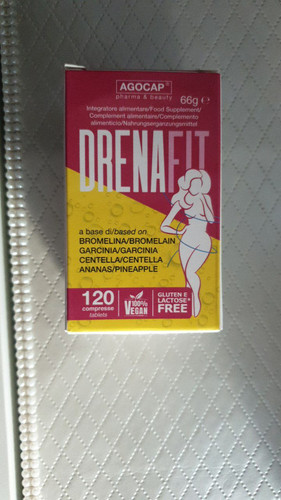 AGOCAP®
pharma & beauty
66g e
Integratore alimentare/Food Supplement/
Complement alimentaire/Complemento
alimenticio/Nahrungsergänzungsmittel
DRENAFIT
a base di/based on
BROMELINA/BROMELAIN
GARCINIA/GARCINIA
CENTELLA/CENTELLA
ANANAS/PINEAPPLE
120
compresse
tablets
100%
VEGAN
GLUTEN E
LACTOSE*
FREE